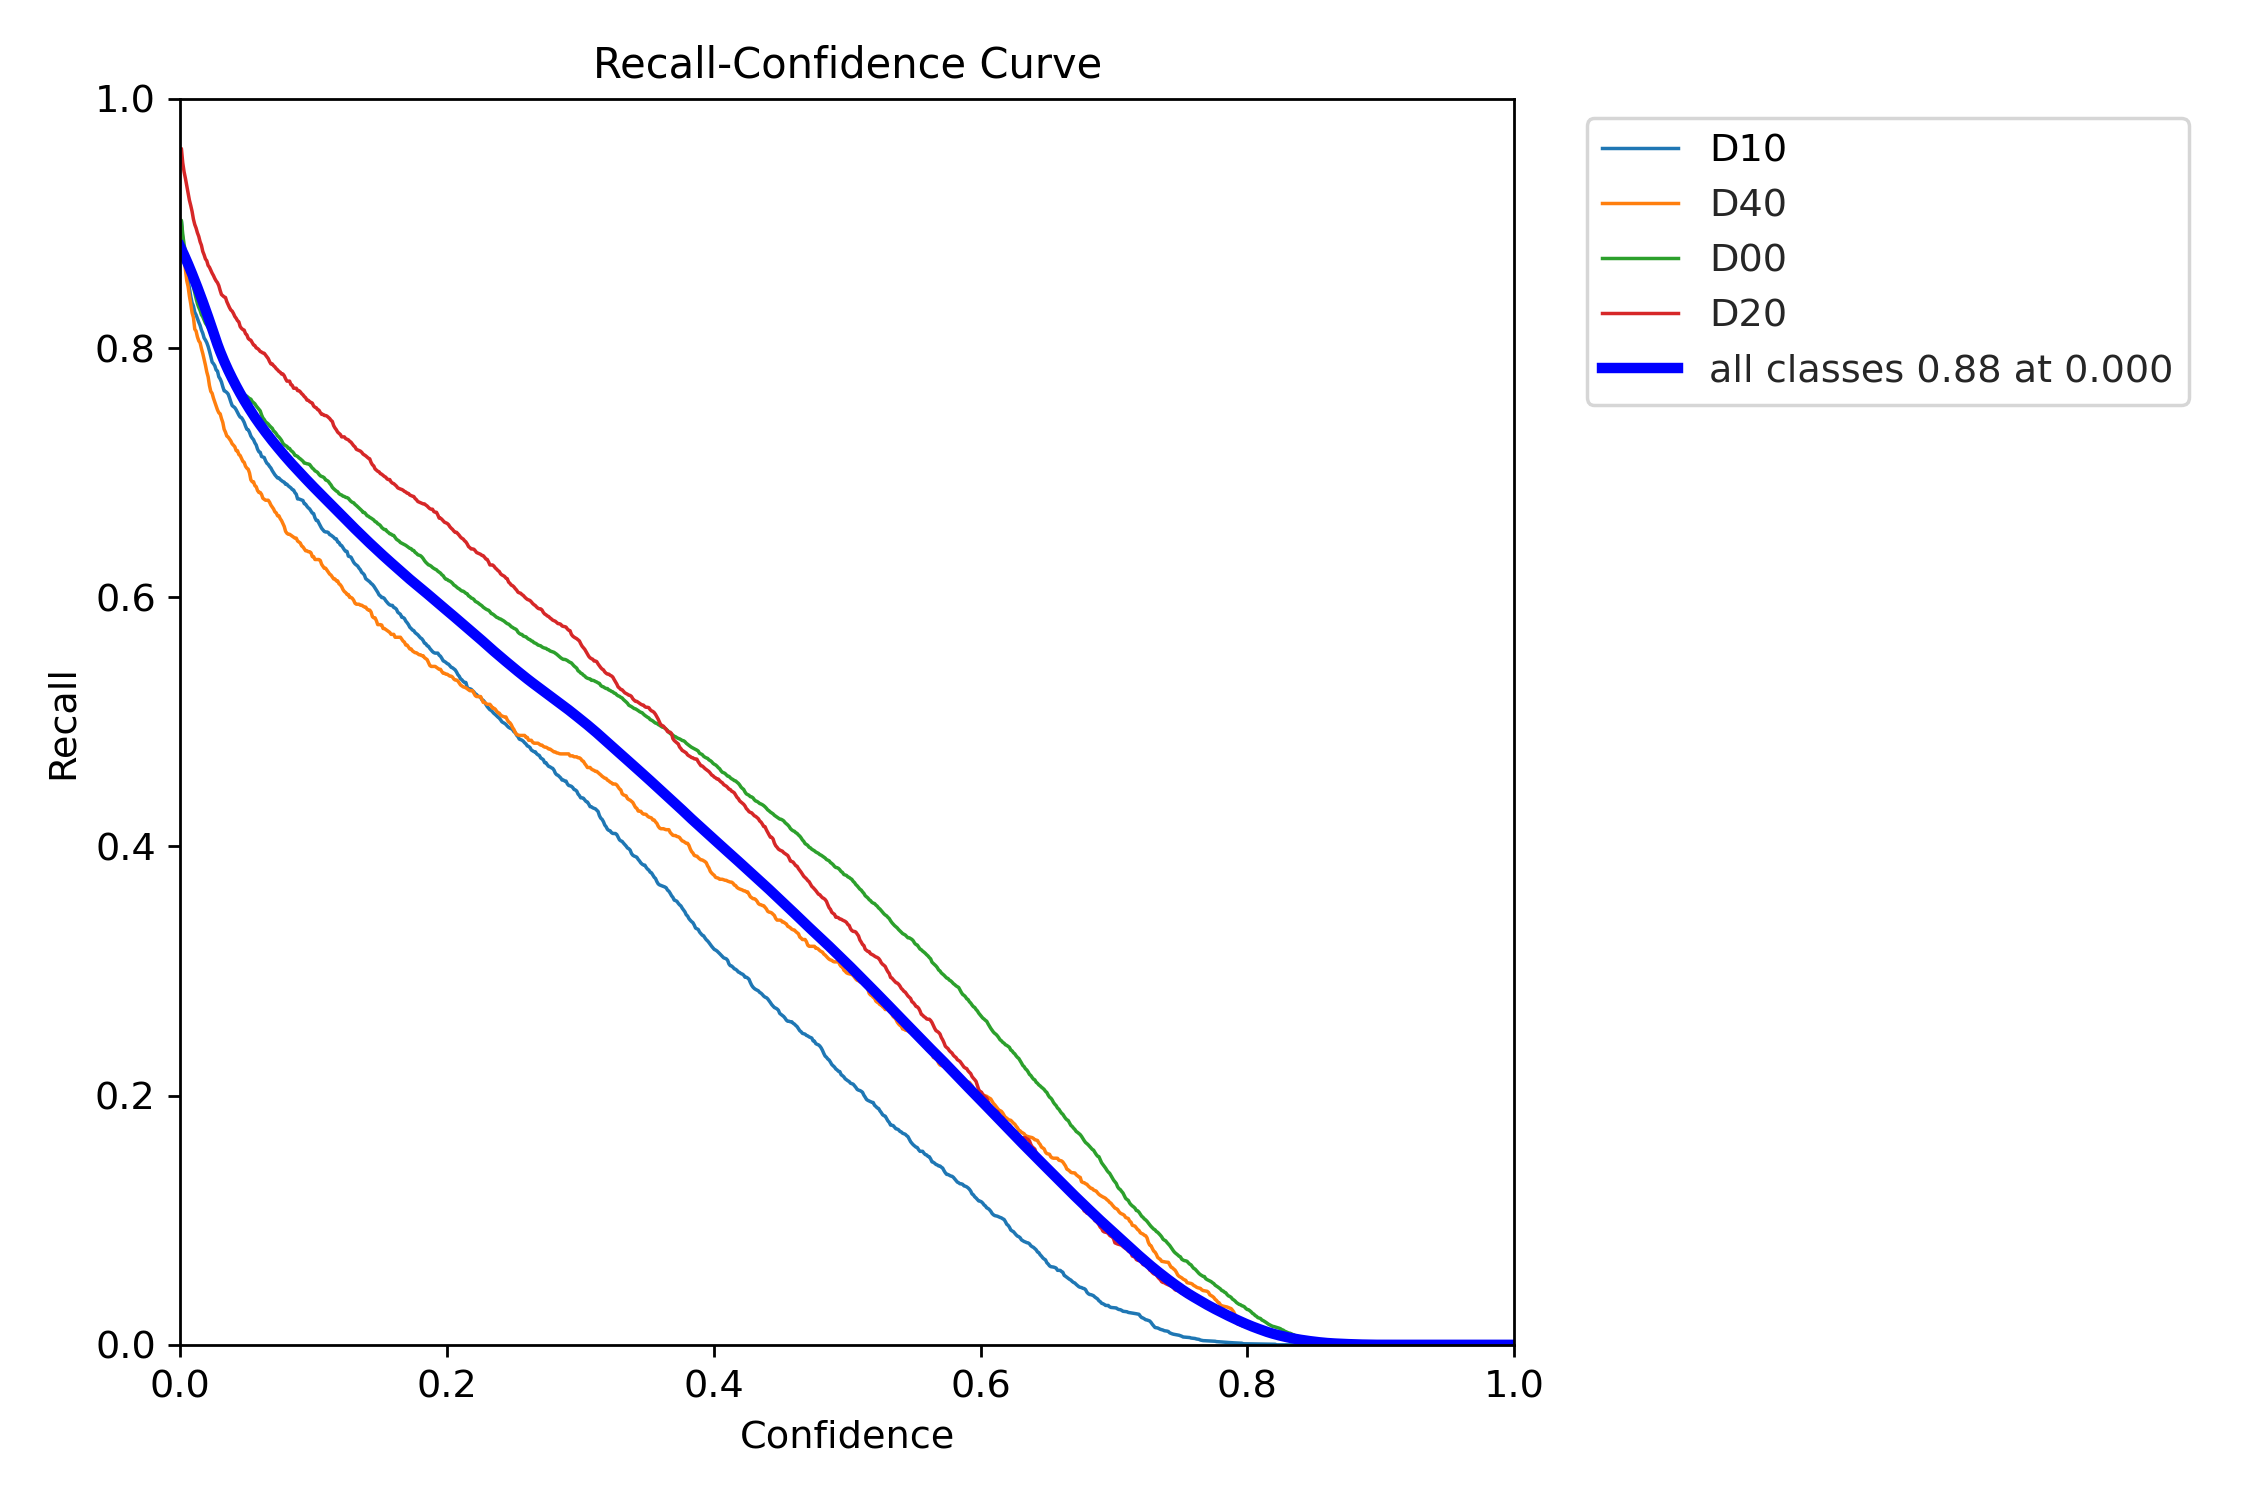 Recall-Confidence Curve
1.0
0.8
0.6
0.4
0.2
0.0
Recall
0.0 0.2 0.4 0.6 0.8 1.0
Confidence
D10
D40
D00
D20
all classes 0.88 at 0.000